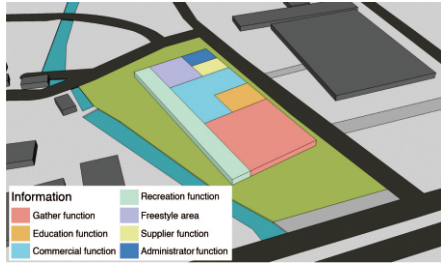 Information
Gather function
Education function
Commercial function
Recreation function
Freestyle area
Supplier function
Administrator function